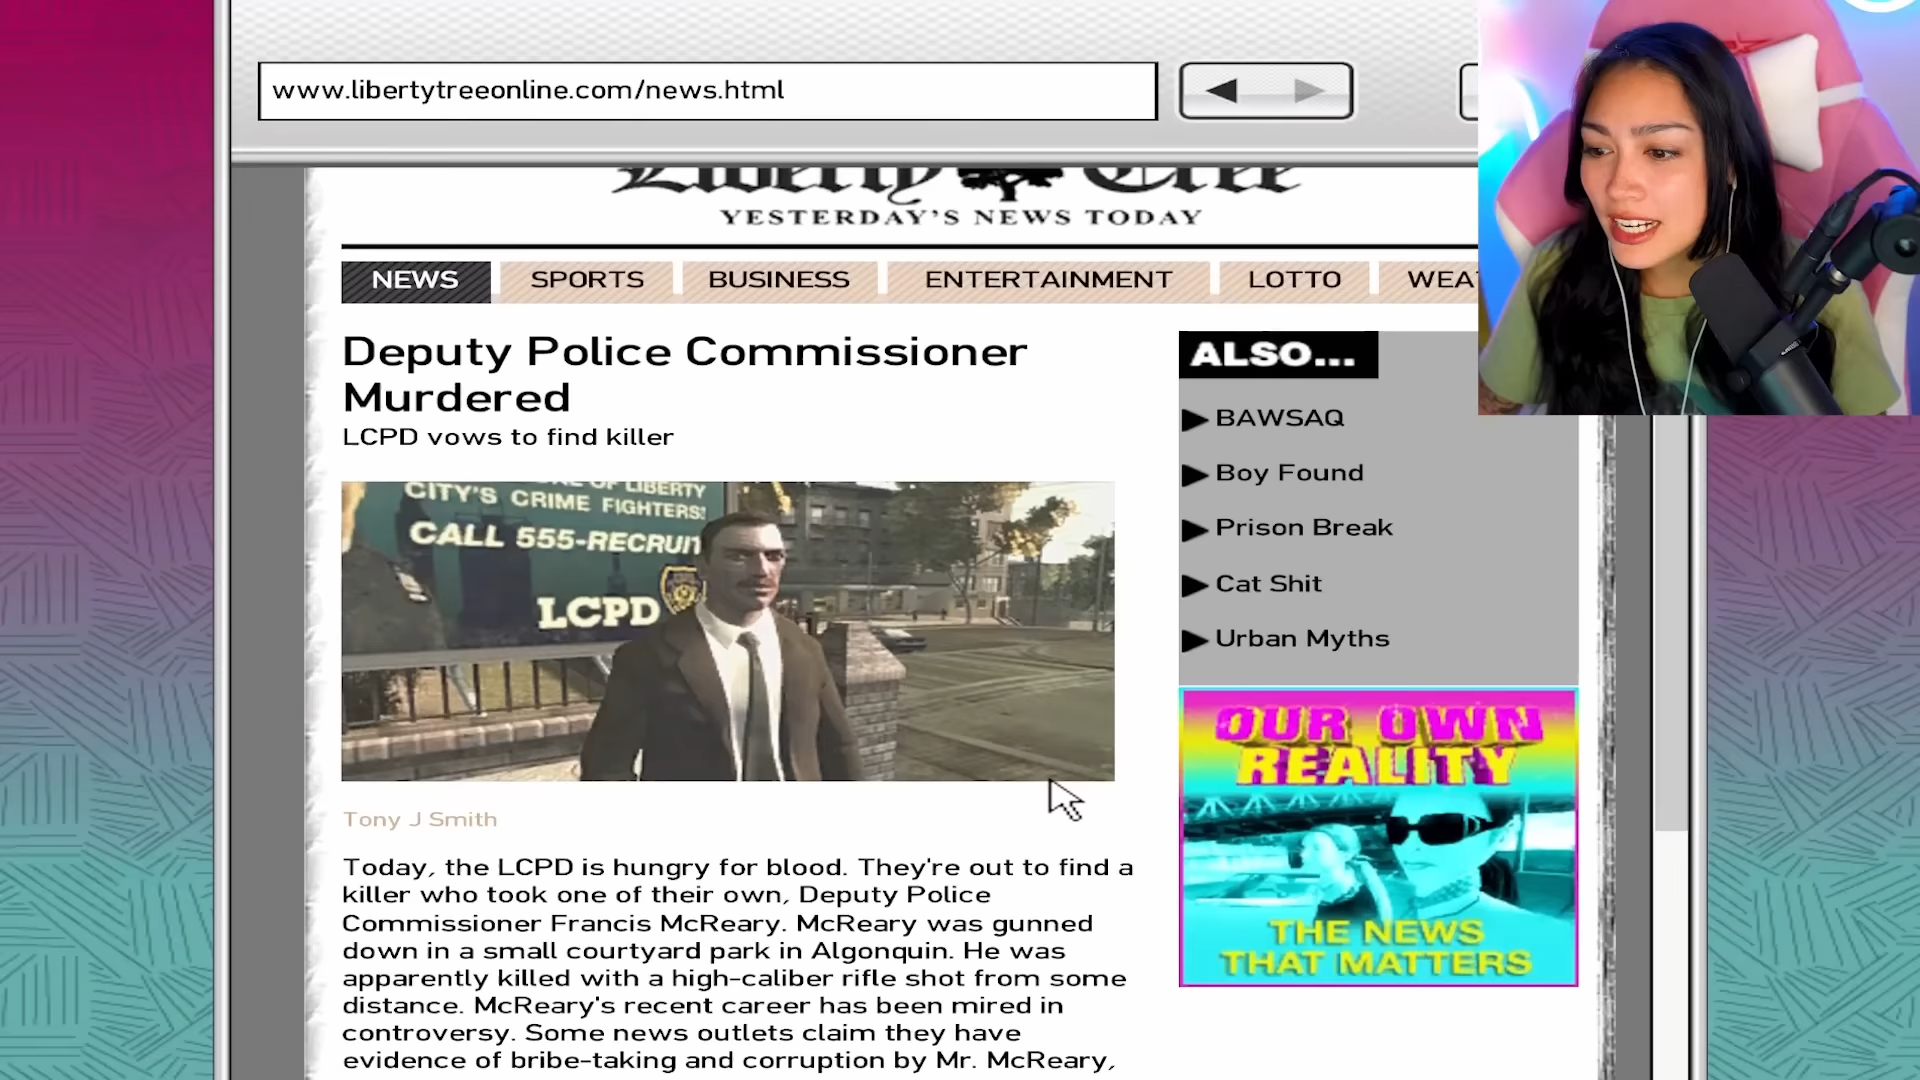 www.libertytreeonline.com/news.html
Liberty Tree
YESTERDAY'S NEWS TODAY
NEWS
SPORTS
BUSINESS
ENTERTAINMENT
LOTTO
Deputy Police Commissioner
Murdered
LCPD vows to find killer
OF LIBERTY
CITY'S CRIME FIGHTERS!
CALL 555-RECRUIT
LCPD
Tony J Smith
Today, the LCPD is hungry for blood. They're out to find a
killer who took one of their own, Deputy Police
Commissioner Francis McReary. McReary was gunned
down in a small courtyard park in Algonquin. He was
apparently killed with a high-caliber rifle shot from some
distance. McReary's recent career has been mired in
controversy. Some news outlets claim they have
evidence of bribe-taking and corruption by Mr. McReary,
ALSO...
BAWSAQ
Boy Found
Prison Break
Cat Shit
Urban Myths
OUR OWN
REALITY
THE NEWS
THAT MATTERS